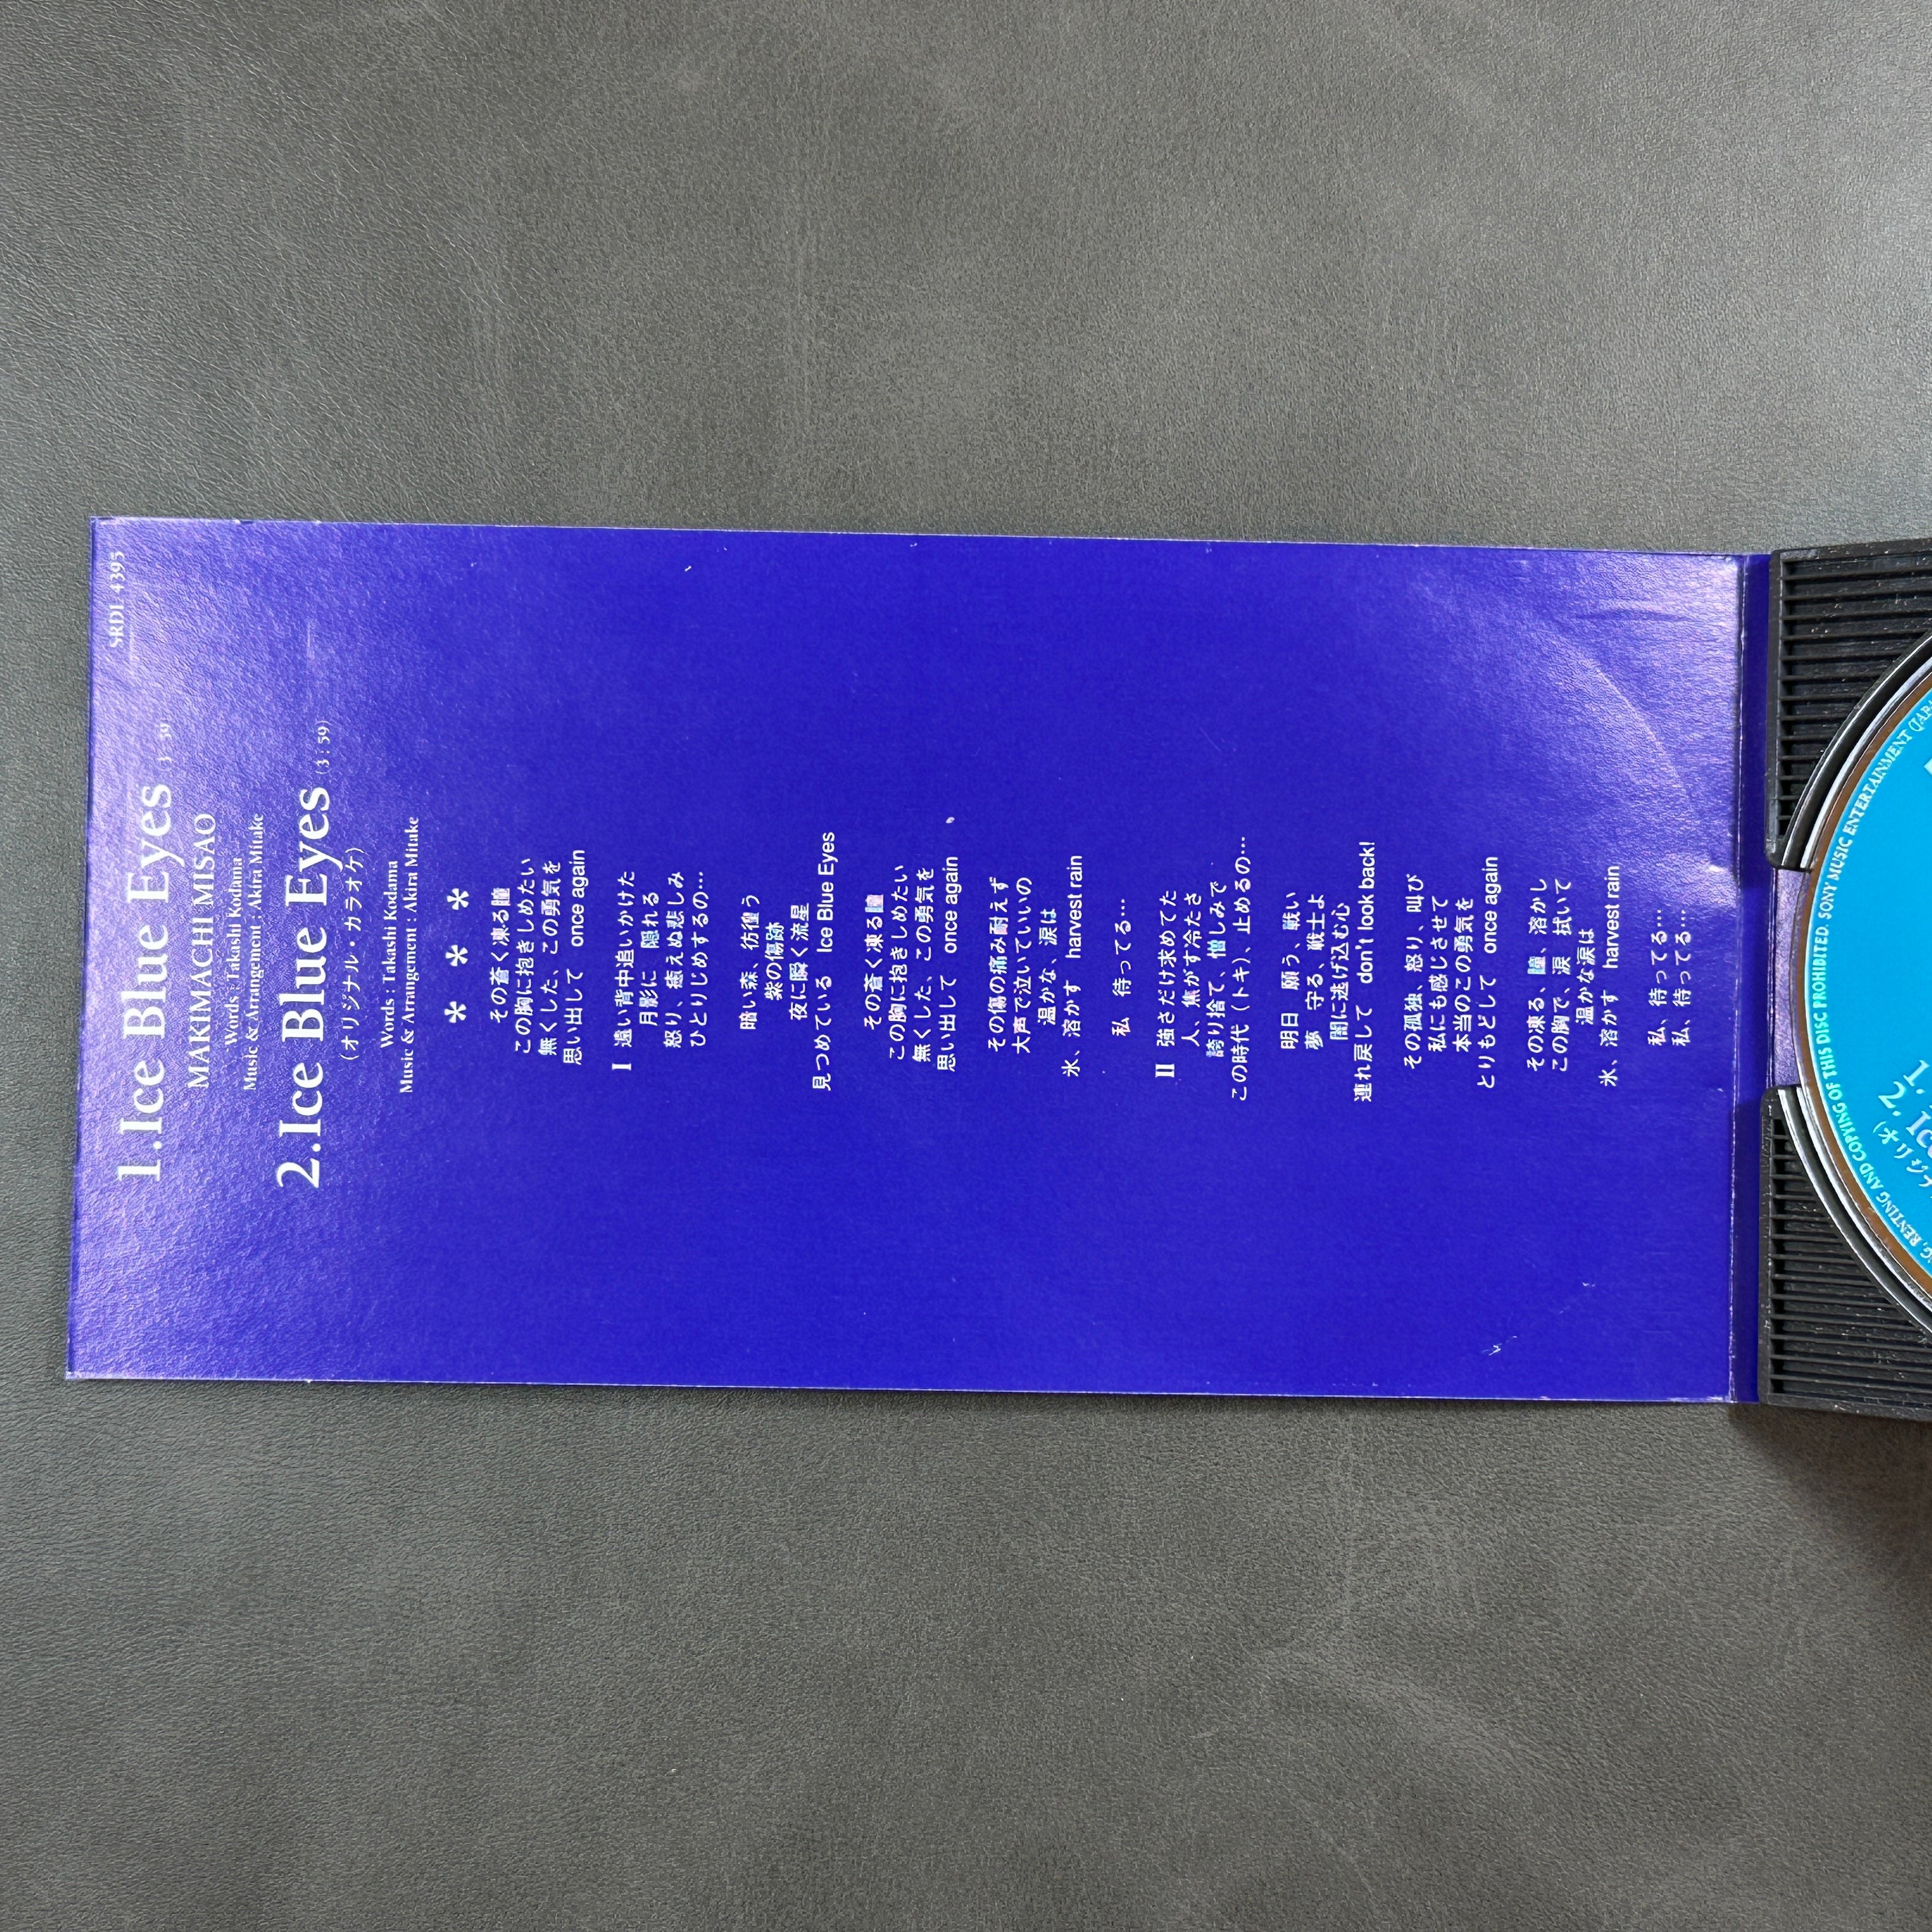 SRDL 4395
1.Ice Blue Eyes (3:59)
MAKIMACHI MISAO
Words : Takashi Kodama
Music & Arrangement : Akira Mitake
2.Ice Blue Eyes (3:59)
(オリジナル・カラオケ)
Words : Takashi Kodama
Music & Arrangement : Akira Mitake
* * *
その蒼く凍る瞳
この胸に抱きしめたい
無くした、この勇気を
思い出して once again
I 遠い背中追いかけた
月影に 隠れる
怒り、癒えぬ悲しみ
ひとりじめするの…
暗い森、彷徨う
紫の傷跡
夜に瞬く流星
見つめている Ice Blue Eyes
その蒼く凍る瞳
この胸に抱きしめたい
無くした、この勇気を
思い出して once again
その傷の痛み耐えず
大声で泣いていいの
温かな、涙は
氷、溶かす harvest rain
私 待ってる…
II 強さだけ求めてた
人、焦がす冷たさ
誇り捨て、憎しみで
この時代(トキ)、止めるの…
明日 願う、戦い
夢 守る、戦士よ
闇に逃げ込む心
連れ戻して don't look back!
その孤独、怒り、叫び
私にも感じさせて
本当のこの勇気を
とりもどして once again
その凍る、瞳、溶かし
この胸で、涙 拭いて
温かな涙は
氷、溶かす harvest rain
私、待ってる…
私、待ってる…
RENTING AND COPYING OF THIS DISC PROHIBITED. SONY MUSIC ENTERTAINMENT
1.
2. Ice
(オリジナ